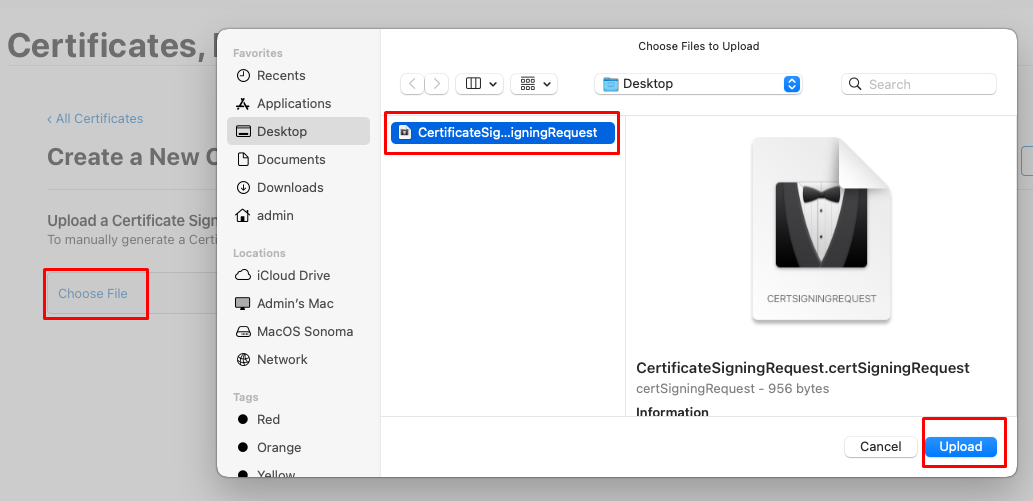 Certificates, 
‹ All Certificates
Create a New C
Upload a Certificate Sign
To manually generate a Certi
Choose File
Choose Files to Upload
Favorites
Recents
Applications
Desktop
Documents
Downloads
admin
Locations
iCloud Drive
Admin's Mac
MacOS Sonoma
Network
Tags
Red
Orange
Yellow
Desktop
Search
CertificateSig...igningRequest
CERTSIGNINGREQUEST
CertificateSigningRequest.certSigningRequest
certSigningRequest - 956 bytes
Information
Cancel
Upload